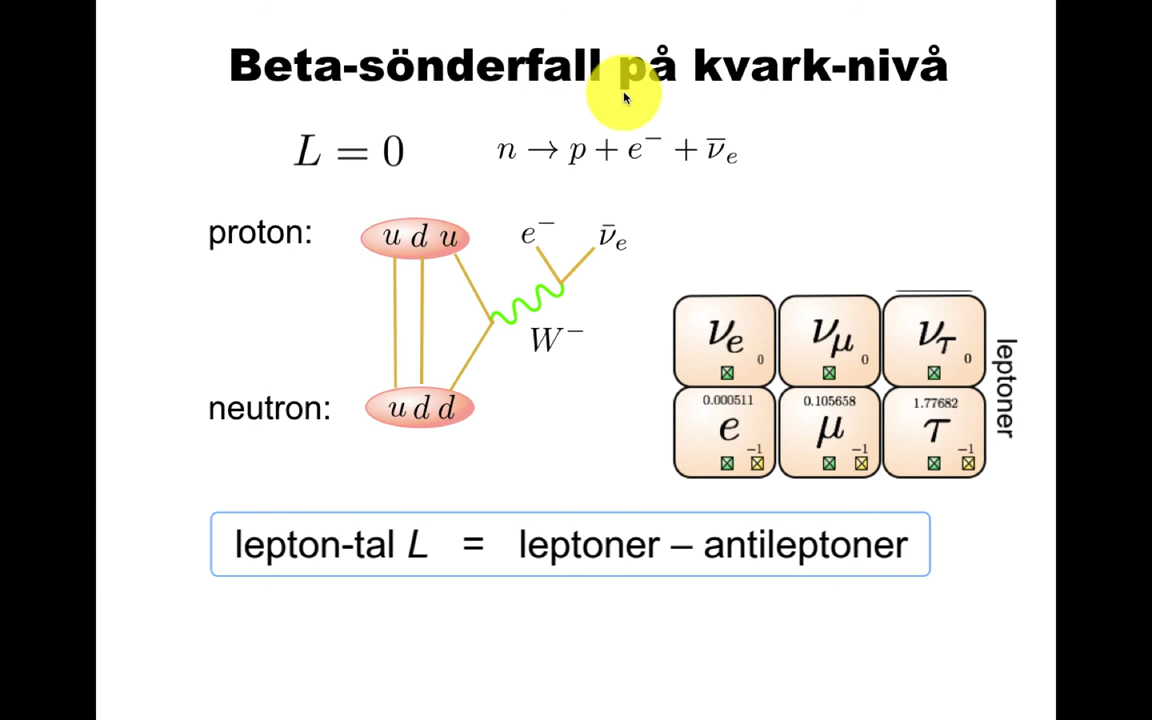 Beta-sönderfall på kvark-nivå
L = 0
n → p + e⁻ + ν̅ₑ
proton:
u d u
e⁻
ν̄ₑ
W⁻
neutron:
u d d
νₑ
0
ν_μ
0
ν_τ
0
0.000511
e
−1
0.105658
μ
−1
1.77682
τ
−1
leptoner
lepton-tal L = leptoner – antileptoner